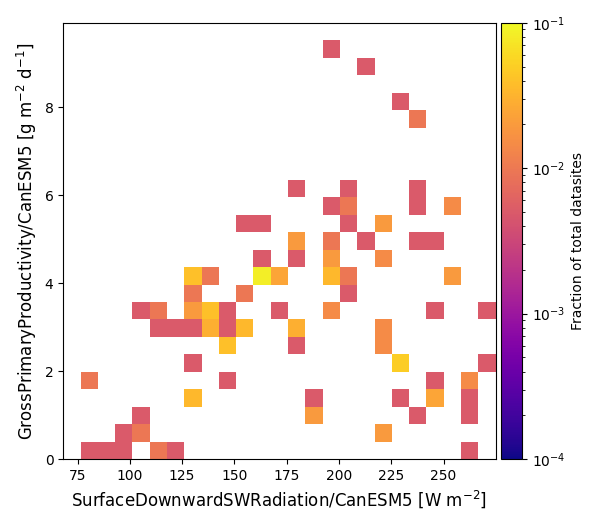 GrossPrimaryProductivity/CanESM5 [g m⁻² d⁻¹]
8
6
4
2
0
75 100 125 150 175 200 225 250
SurfaceDownwardSWRadiation/CanESM5 [W m⁻²]
10⁻¹
10⁻²
10⁻³
10⁻⁴
Fraction of total datasites